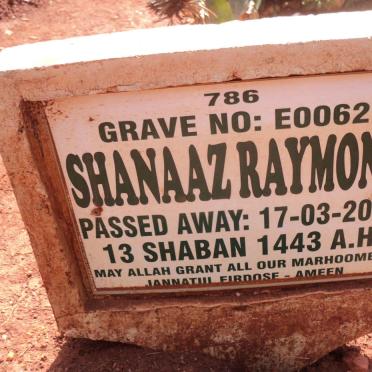 786
GRAVE NO: E0062
SHANAAZ RAYMON
PASSED AWAY: 17-03-20
13 SHABAN 1443 A.H
MAY ALLAH GRANT ALL OUR MARHOOME
JANNATUL FIRDOSE - AMEEN